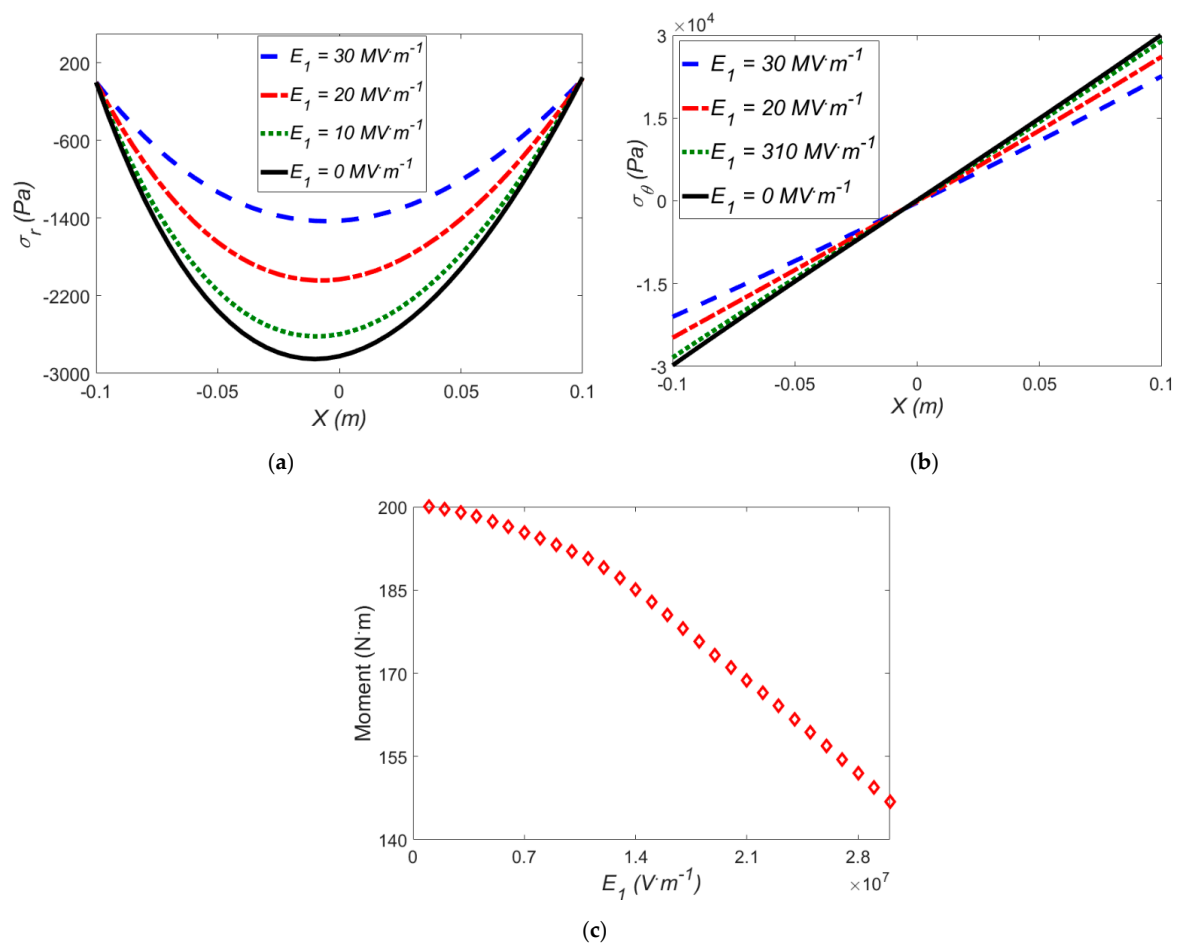 200
-600
-1400
-2200
-3000
σr (Pa)
E1 = 30 MV·m-1
E1 = 20 MV·m-1
E1 = 10 MV·m-1
E1 = 0 MV·m-1
-0.1 -0.05 0 0.05 0.1
X (m)
(a)
×10^4
3
1.5
0
-1.5
-3
σθ (Pa)
E1 = 30 MV·m-1
E1 = 20 MV·m-1
E1 = 310 MV·m-1
E1 = 0 MV·m-1
-0.1 -0.05 0 0.05 0.1
X (m)
(b)
200
185
170
155
140
Moment (N·m)
0 0.7 1.4 2.1 2.8
×10^7
E1 (V·m-1)
(c)